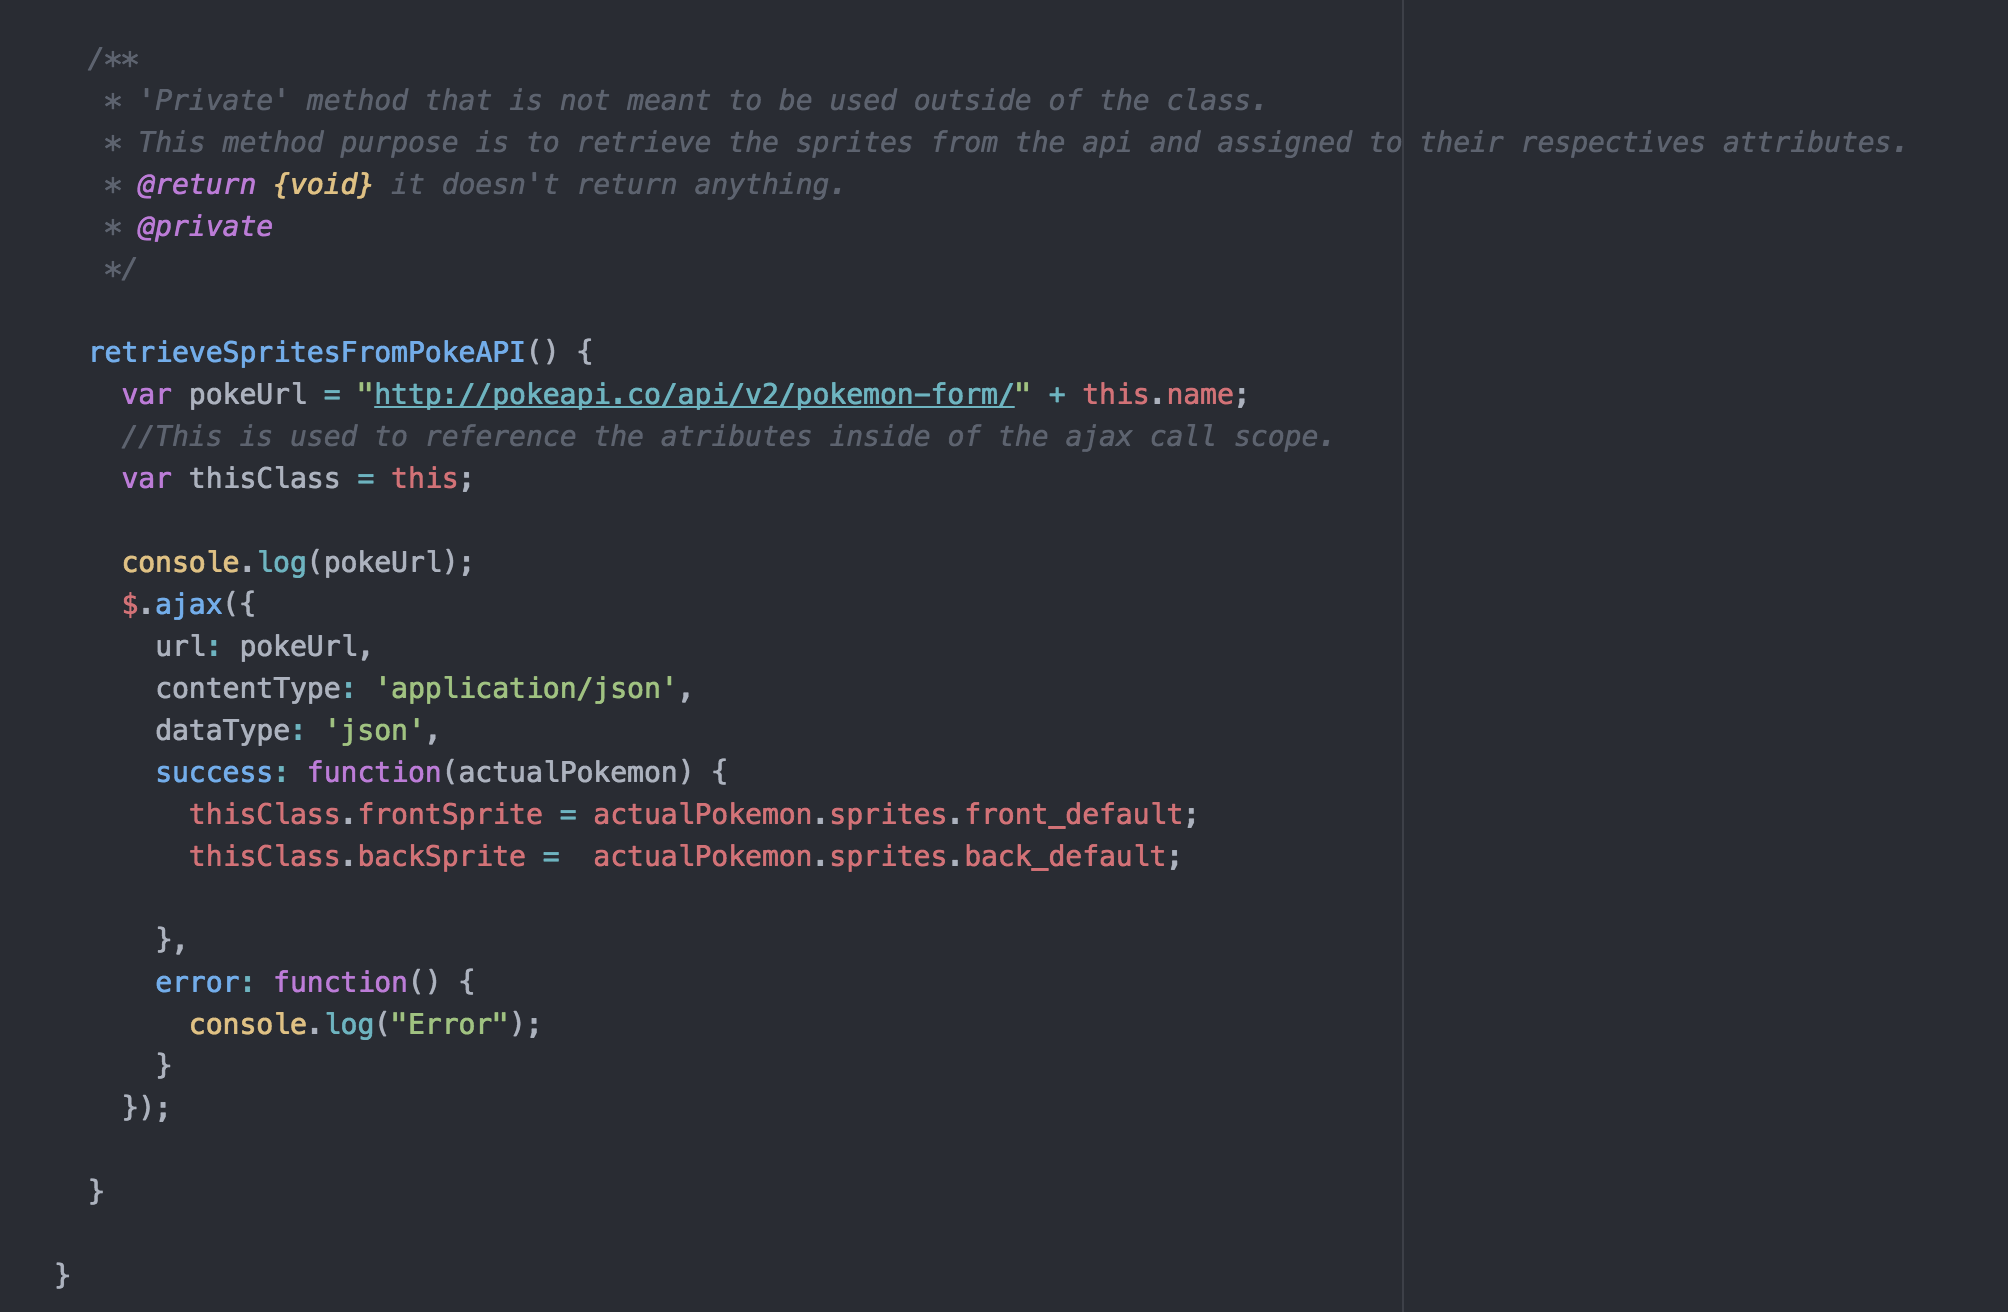 /**
* 'Private' method that is not meant to be used outside of the class.
* This method purpose is to retrieve the sprites from the api and assigned to their respectives attributes.
* @return {void} it doesn't return anything.
* @private
*/
retrieveSpritesFromPokeAPI() {
var pokeUrl = "http://pokeapi.co/api/v2/pokemon-form/" + this.name;
//This is used to reference the atributes inside of the ajax call scope.
var thisClass = this;
console.log(pokeUrl);
$.ajax({
url: pokeUrl,
contentType: 'application/json',
dataType: 'json',
success: function(actualPokemon) {
thisClass.frontSprite = actualPokemon.sprites.front_default;
thisClass.backSprite =  actualPokemon.sprites.back_default;
},
error: function() {
console.log("Error");
}
});
}
}